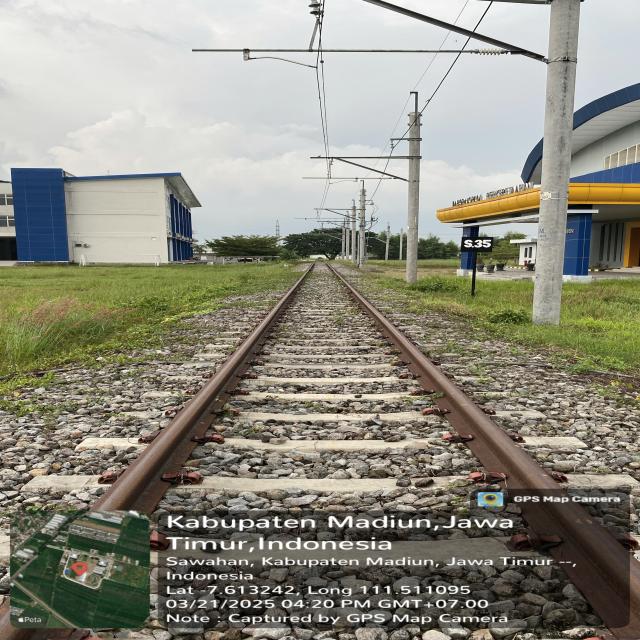 S.35
GPS Map Camera
Kabupaten Madiun,Jawa
Timur,Indonesia
Sawahan, Kabupaten Madiun, Jawa Timur --,
Indonesia
Lat -7.613242, Long 111.511095
03/21/2025 04:20 PM GMT+07.00
Note : Captured by GPS Map Camera
Peta